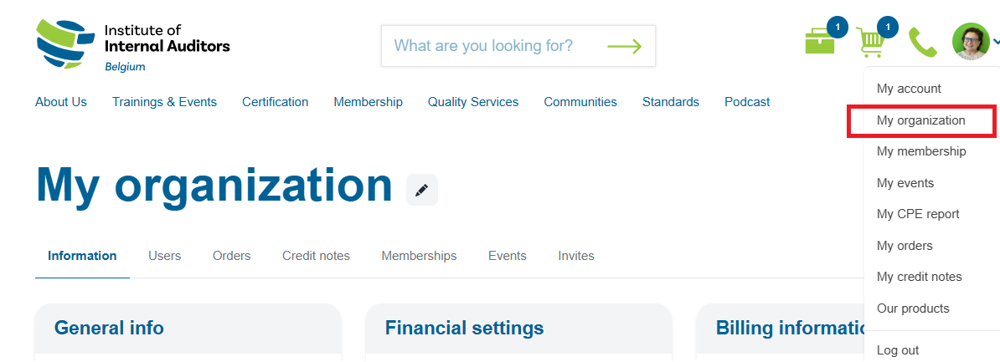 Institute of
Internal Auditors
Belgium
What are you looking for?
1
1
About Us Trainings & Events Certification Membership Quality Services Communities Standards Podcast
My account
My organization
My membership
My events
My CPE report
My orders
My credit notes
Our products
Log out
My organization
Information Users Orders Credit notes Memberships Events Invites
General info Financial settings Billing